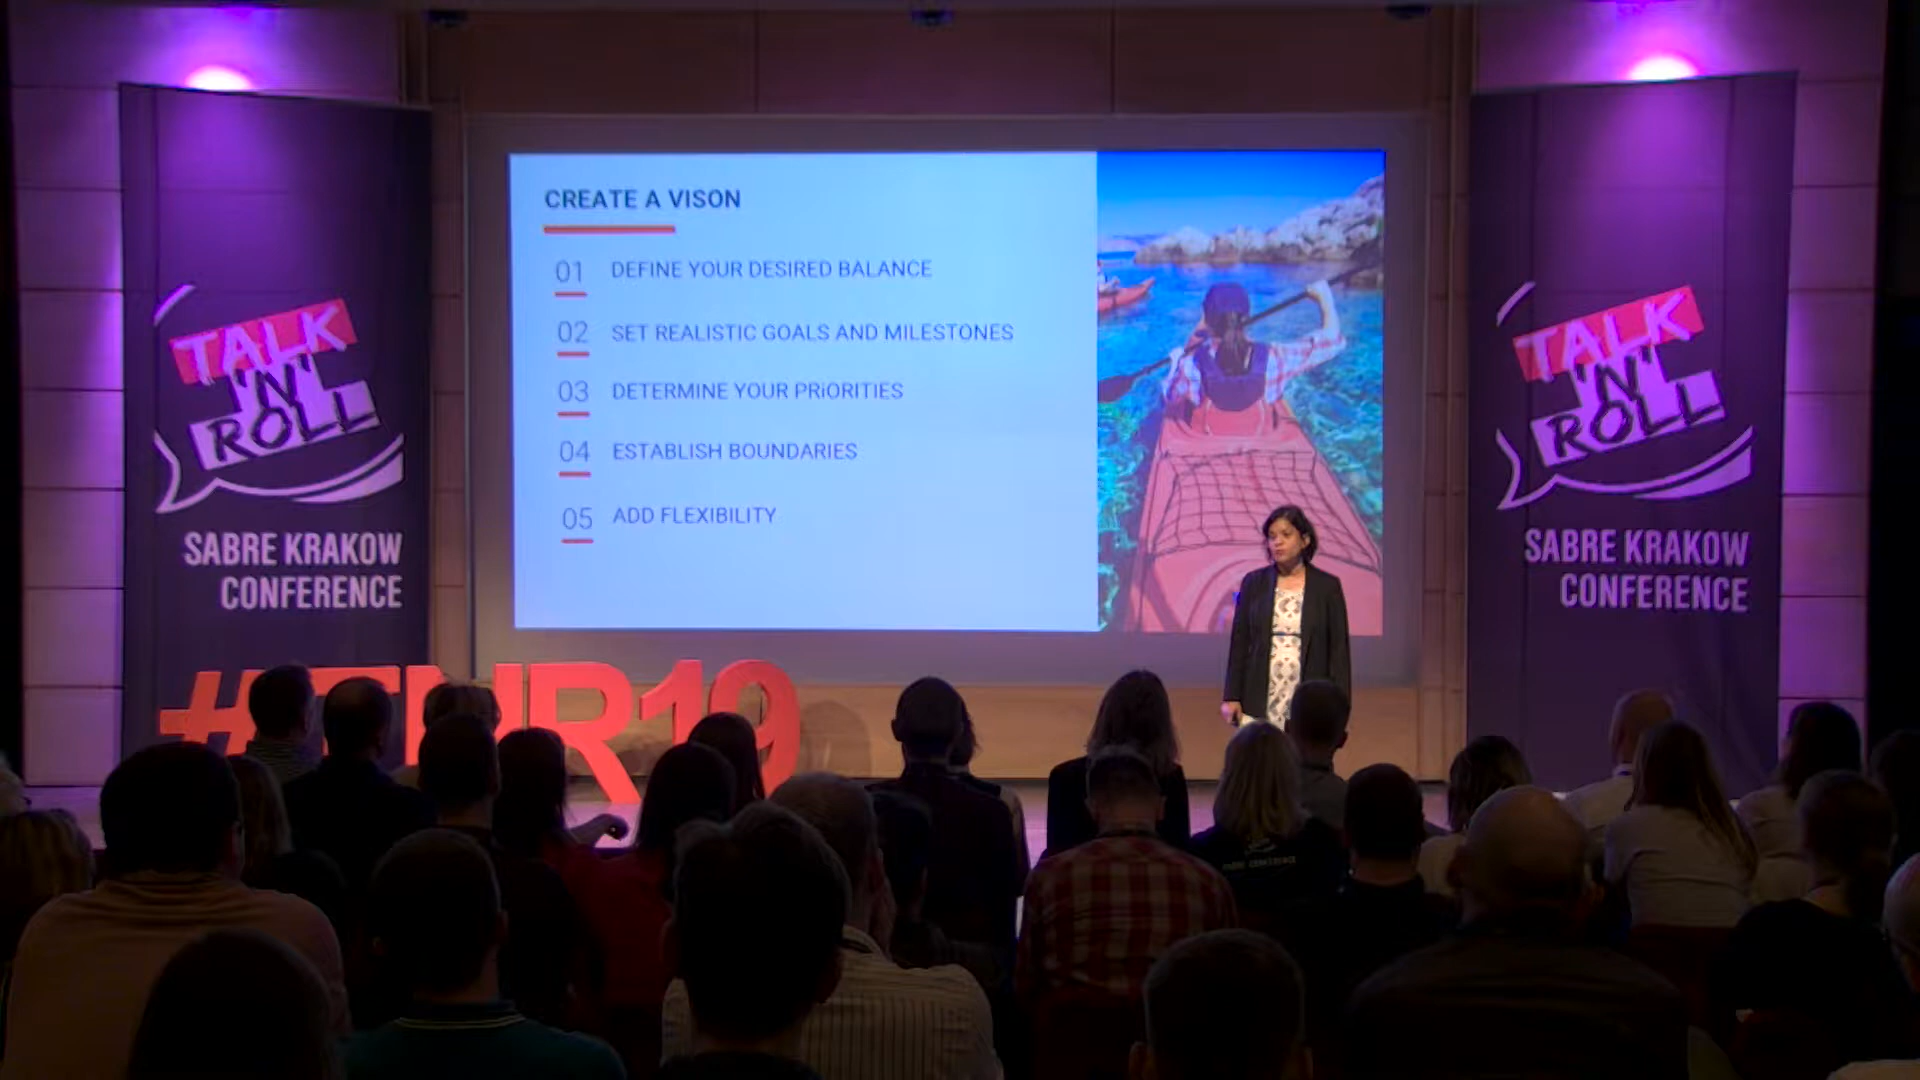 CREATE A VISON
01 DEFINE YOUR DESIRED BALANCE
02 SET REALISTIC GOALS AND MILESTONES
03 DETERMINE YOUR PRIORITIES
04 ESTABLISH BOUNDARIES
05 ADD FLEXIBILITY
TALK
'N'
ROLL
SABRE KRAKOW
CONFERENCE
TALK
'N'
ROLL
SABRE KRAKOW
CONFERENCE
#TNR19